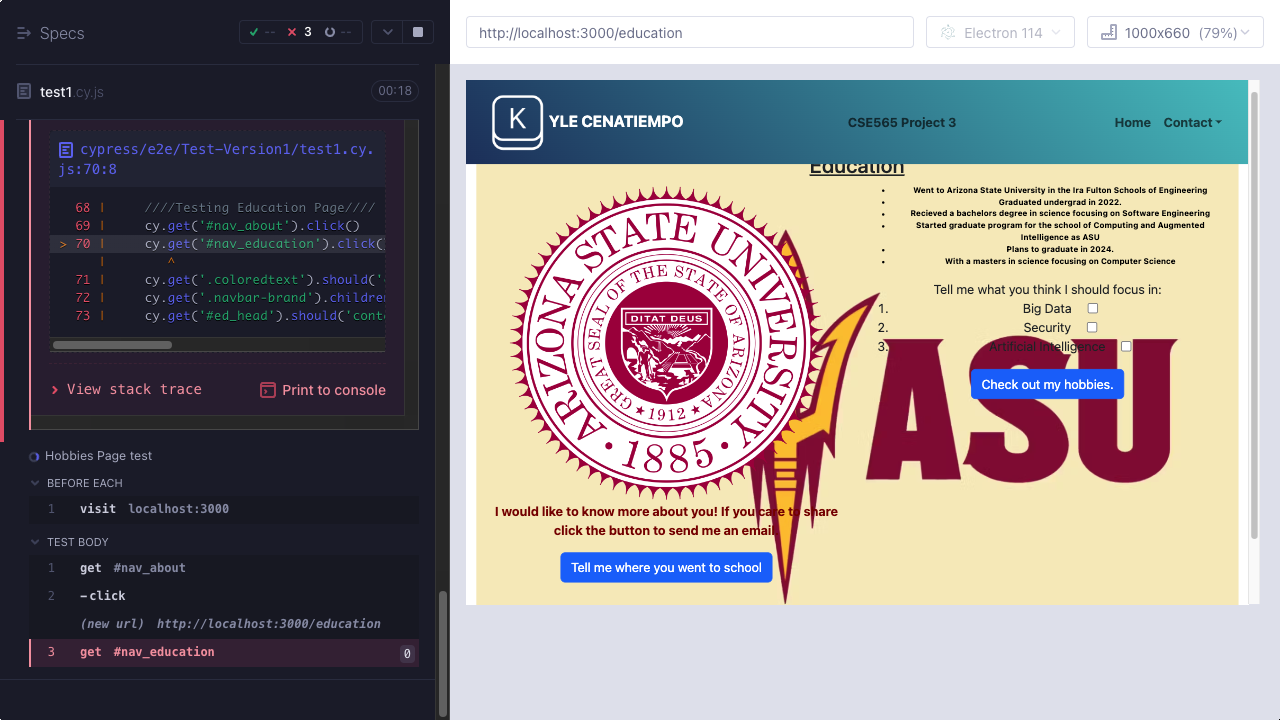 Specs
--
3
--
test1.cy.js
00:18
cypress/e2e/Test-Version1/test1.cy.
js:70:8
68 | ////Testing Education Page////
69 | cy.get('#nav_about').click()
> 70 | cy.get('#nav_education').click(
| ^
71 | cy.get('.coloredtext').should('
72 | cy.get('.navbar-brand').children
73 | cy.get('#ed_head').should('conta
View stack trace
Print to console
Hobbies Page test
BEFORE EACH
1 visit localhost:3000
TEST BODY
1 get #nav_about
2 -click
(new url) http://localhost:3000/education
3 get #nav_education 0
http://localhost:3000/education
Electron 114
1000x660 (79%)
K YLE CENATIEMPO
CSE565 Project 3
Home Contact
Education
ARIZONA STATE UNIVERSITY
GREAT SEAL OF THE STATE OF ARIZONA
DITAT DEUS
1912
1885
ASU
• Went to Arizona State University in the Ira Fulton Schools of Engineering
• Graduated undergrad in 2022.
• Recieved a bachelors degree in science focusing on Software Engineering
• Started graduate program for the school of Computing and Augmented
Intelligence as ASU
• Plans to graduate in 2024.
• With a masters in science focusing on Computer Science
Tell me what you think I should focus in:
1. Big Data
2. Security
3. Artificial Intelligence
Check out my hobbies.
I would like to know more about you! If you care to share
click the button to send me an email
Tell me where you went to school